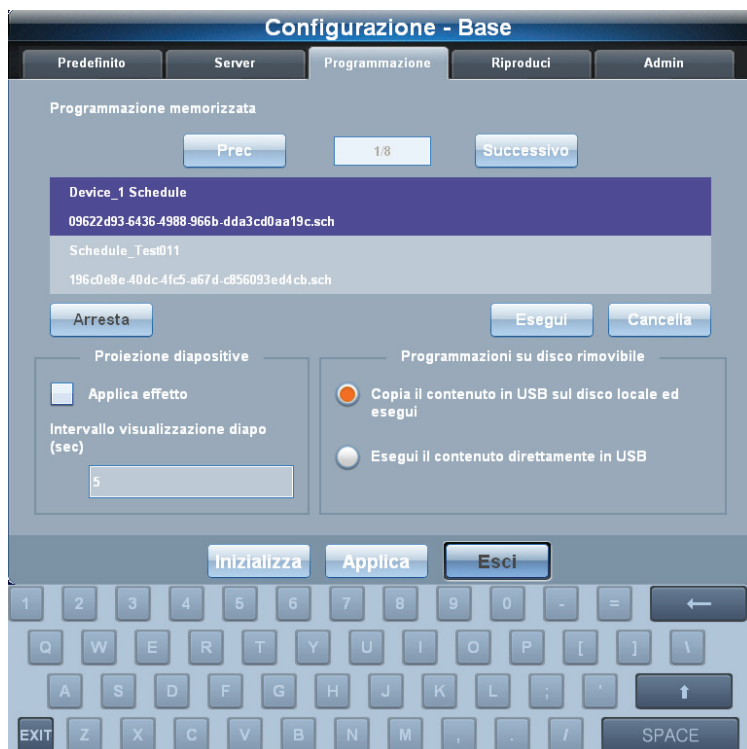 Configurazione - Base
Predefinito Server Programmazione Riproduci Admin
Programmazione memorizzata
Prec 1/8 Successivo
Device_1 Schedule
09622d93-6436-4988-966b-dda3cd0aa19c.sch
Schedule_Test011
196c0e8e-40dc-4fc5-a67d-c856093ed4cb.sch
Arresta Esegui Cancella
Proiezione diapositive
Applica effetto
Intervallo visualizzazione diapo
(sec)
5
Programmazioni su disco rimovibile
Copia il contenuto in USB sul disco locale ed
esegui
Esegui il contenuto direttamente in USB
Inizializza Applica Esci
1 2 3 4 5 6 7 8 9 0 - = ←
Q W E R T Y U I O P [ ] \
A S D F G H J K L ; ' ↑
EXIT Z X C V B N M , . / SPACE